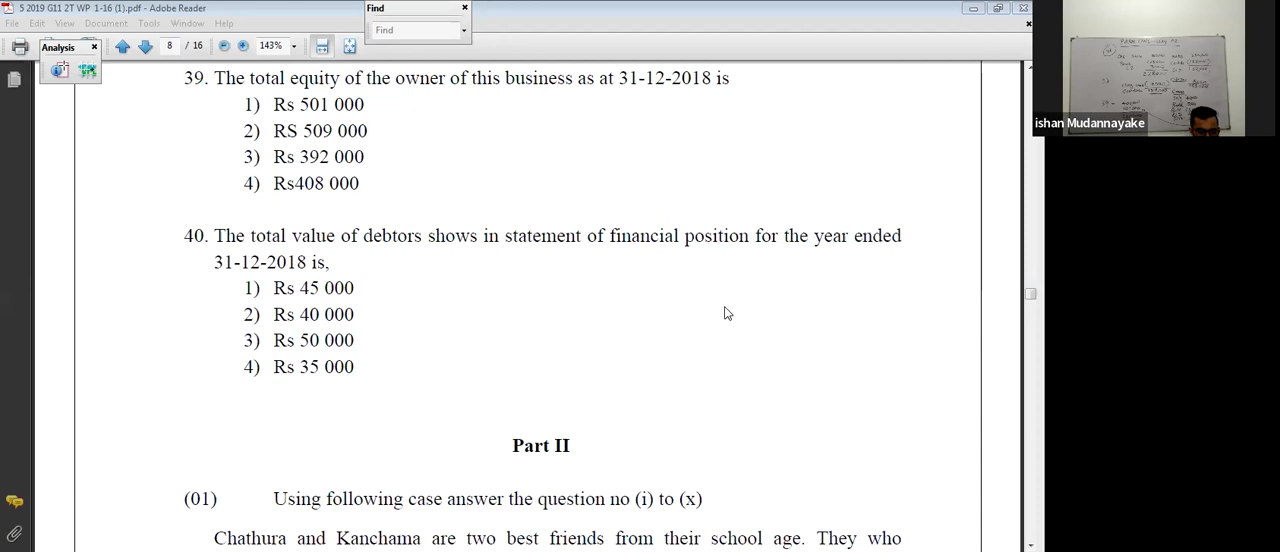 5 2019 G11 2T WP 1-16 (1).pdf - Adobe Reader
File Edit View Document Tools Window Help
Find
Find
Analysis
8 / 16 143%
39. The total equity of the owner of this business as at 31-12-2018 is
1) Rs 501 000
2) RS 509 000
3) Rs 392 000
4) Rs408 000
40. The total value of debtors shows in statement of financial position for the year ended
31-12-2018 is,
1) Rs 45 000
2) Rs 40 000
3) Rs 50 000
4) Rs 35 000
Part II
(01) Using following case answer the question no (i) to (x)
Chathura and Kanchama are two best friends from their school age. They who
ishan Mudannayake